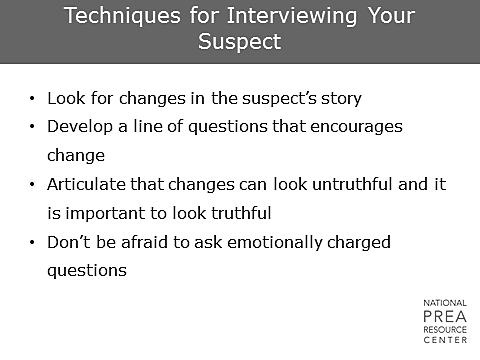 Techniques for Interviewing Your
Suspect
• Look for changes in the suspect’s story
• Develop a line of questions that encourages
change
• Articulate that changes can look untruthful and it
is important to look truthful
• Don’t be afraid to ask emotionally charged
questions
NATIONAL
PREA
RESOURCE
CENTER